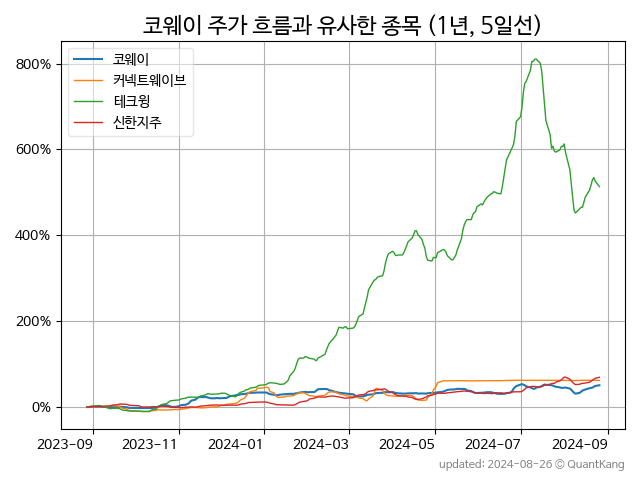 코웨이 주가 흐름과 유사한 종목 (1년, 5일선)
코웨이
커넥트웨이브
테크윙
신한지주
800%
600%
400%
200%
0%
2023-09 2023-11 2024-01 2024-03 2024-05 2024-07 2024-09
updated: 2024-08-26 © QuantKang